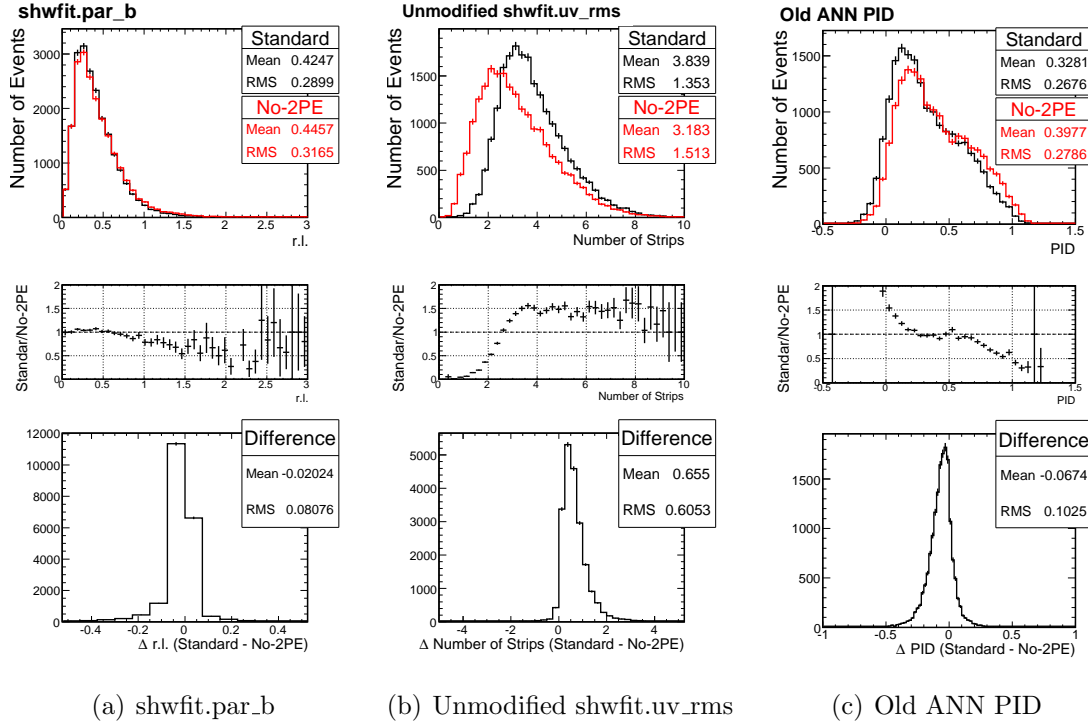 shwfit.par_b
Number of Events
3000
2000
1000
0
0 0.5 1 1.5 2 2.5 3
r.l.
Standard
Mean 0.4247
RMS 0.2899
No-2PE
Mean 0.4457
RMS 0.3165
Unmodified shwfit.uv_rms
Number of Events
1500
1000
500
0
0 2 4 6 8 10
Number of Strips
Standard
Mean 3.839
RMS 1.353
No-2PE
Mean 3.183
RMS 1.513
Old ANN PID
Number of Events
1500
1000
500
0
-0.5 0 0.5 1 1.5
PID
Standard
Mean 0.3281
RMS 0.2676
No-2PE
Mean 0.3977
RMS 0.2786
Standar/No-2PE
2
1.5
1
0.5
0
0 0.5 1 1.5 2 2.5 3
r.l.
Standar/No-2PE
2
1.5
1
0.5
0
0 2 4 6 8 10
Number of Strips
Standar/No-2PE
2
1.5
1
0.5
0
-0.5 0 0.5 1 1.5
PID
12000
10000
8000
6000
4000
2000
0
-0.4 -0.2 0 0.2 0.4
Δ r.l. (Standard - No-2PE)
Difference
Mean -0.02024
RMS 0.08076
5000
4000
3000
2000
1000
0
-4 -2 0 2 4
Δ Number of Strips (Standard - No-2PE)
Difference
Mean 0.655
RMS 0.6053
1500
1000
500
0
-1 -0.5 0 0.5 1
Δ PID (Standard - No-2PE)
Difference
Mean -0.0674
RMS 0.1025
(a) shwfit.par_b
(b) Unmodified shwfit.uv_rms
(c) Old ANN PID